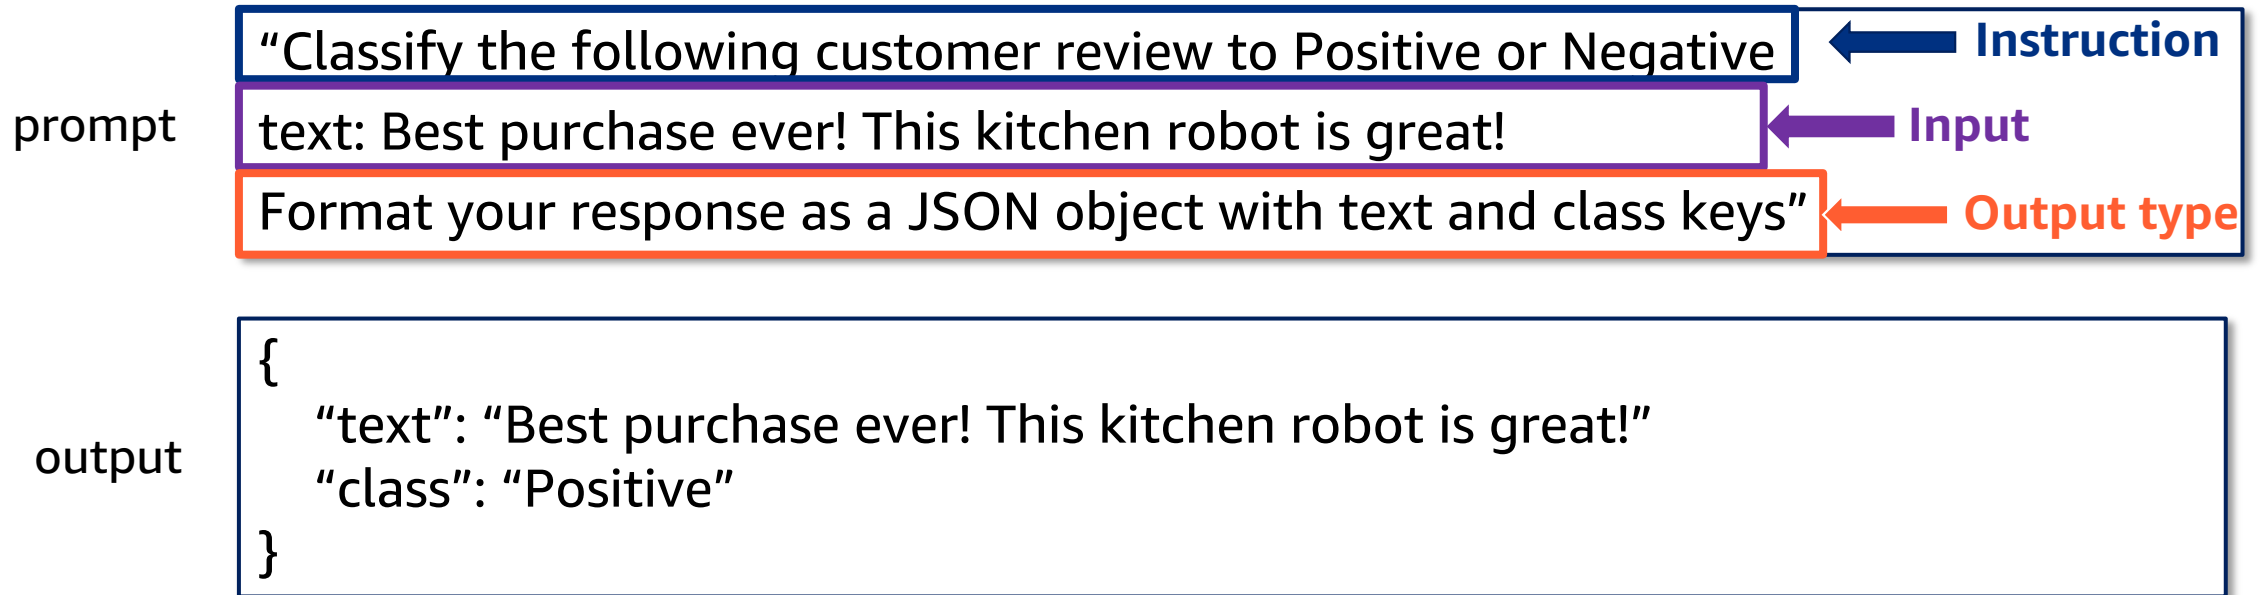 “Classify the following customer review to Positive or Negative Instruction
prompt text: Best purchase ever! This kitchen robot is great! Input
Format your response as a JSON object with text and class keys” Output type
{
“text”: “Best purchase ever! This kitchen robot is great!”
output
“class”: “Positive”
}